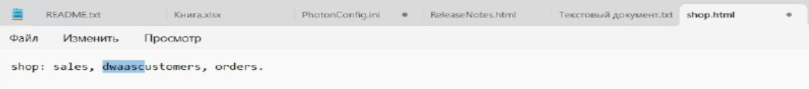 README.txt Книга.xlsx PhotonConfig.ini ReleaseNotes.html Текстовый документ.txt shop.html
Файл Изменить Просмотр
shop: sales, dwaascustomers, orders.